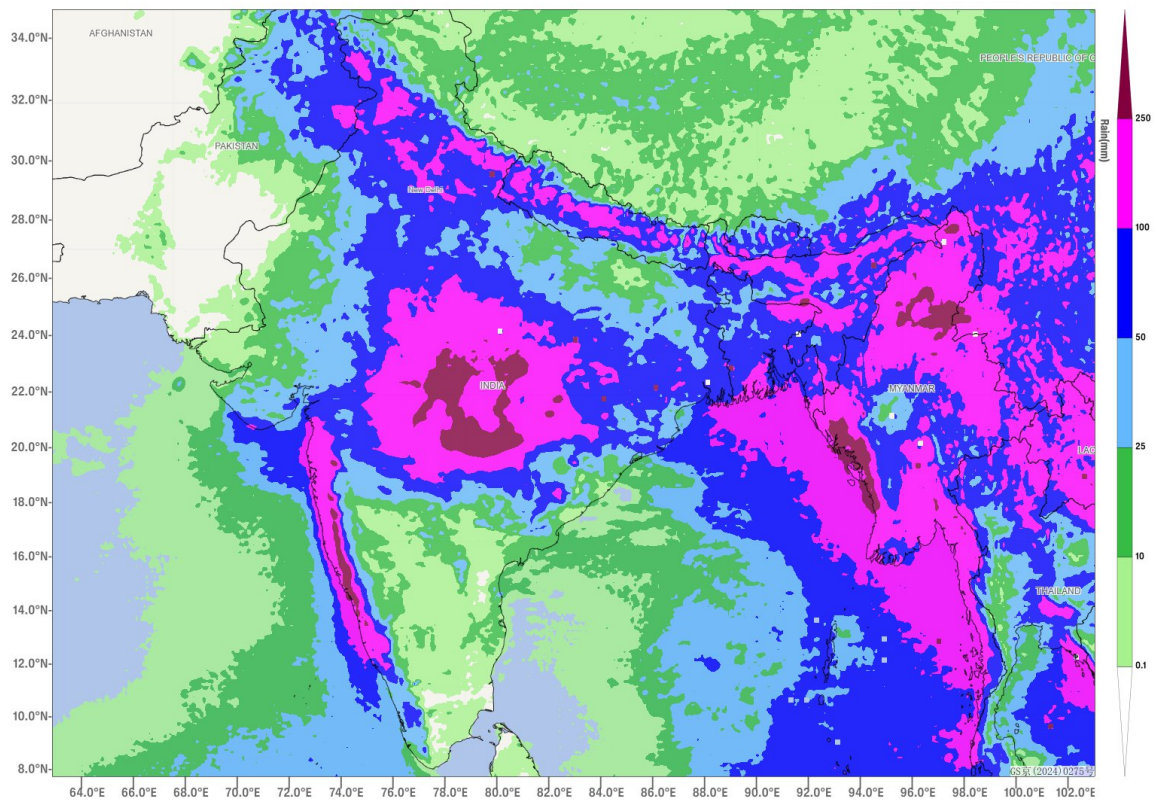 34.0°N
32.0°N
30.0°N
28.0°N
26.0°N
24.0°N
22.0°N
20.0°N
18.0°N
16.0°N
14.0°N
12.0°N
10.0°N
8.0°N
AFGHANISTAN
PEOPLE'S REPUBLIC OF C
PAKISTAN
New Delhi
INDIA
MYANMAR
LAO
THAILAND
GS京(2024)0275号
64.0°E 66.0°E 68.0°E 70.0°E 72.0°E 74.0°E 76.0°E 78.0°E 80.0°E 82.0°E 84.0°E 86.0°E 88.0°E 90.0°E 92.0°E 94.0°E 96.0°E 98.0°E 100.0°E 102.0°E
Rain(mm)
250
100
50
25
10
0.1